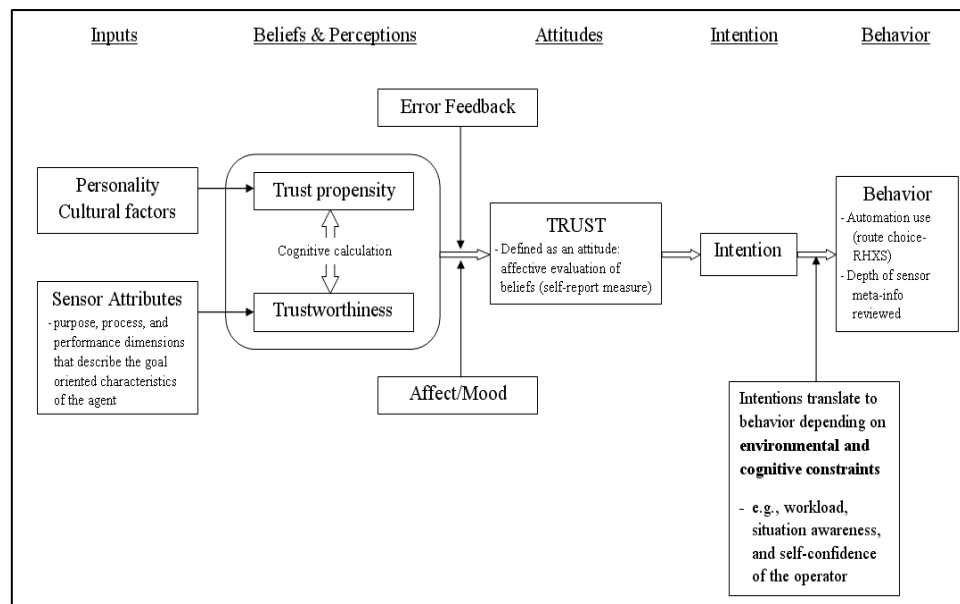 Inputs
Beliefs & Perceptions
Attitudes
Intention
Behavior
Error Feedback
Personality
Cultural factors
Trust propensity
Cognitive calculation
Trustworthiness
Sensor Attributes
- purpose, process, and
performance dimensions
that describe the goal
oriented characteristics
of the agent
Affect/Mood
TRUST
- Defined as an attitude:
affective evaluation of
beliefs (self-report measure)
Intention
Behavior
- Automation use
(route choice-
RHXS)
- Depth of sensor
meta-info
reviewed
Intentions translate to
behavior depending on
environmental and
cognitive constraints
- e.g., workload,
situation awareness,
and self-confidence
of the operator